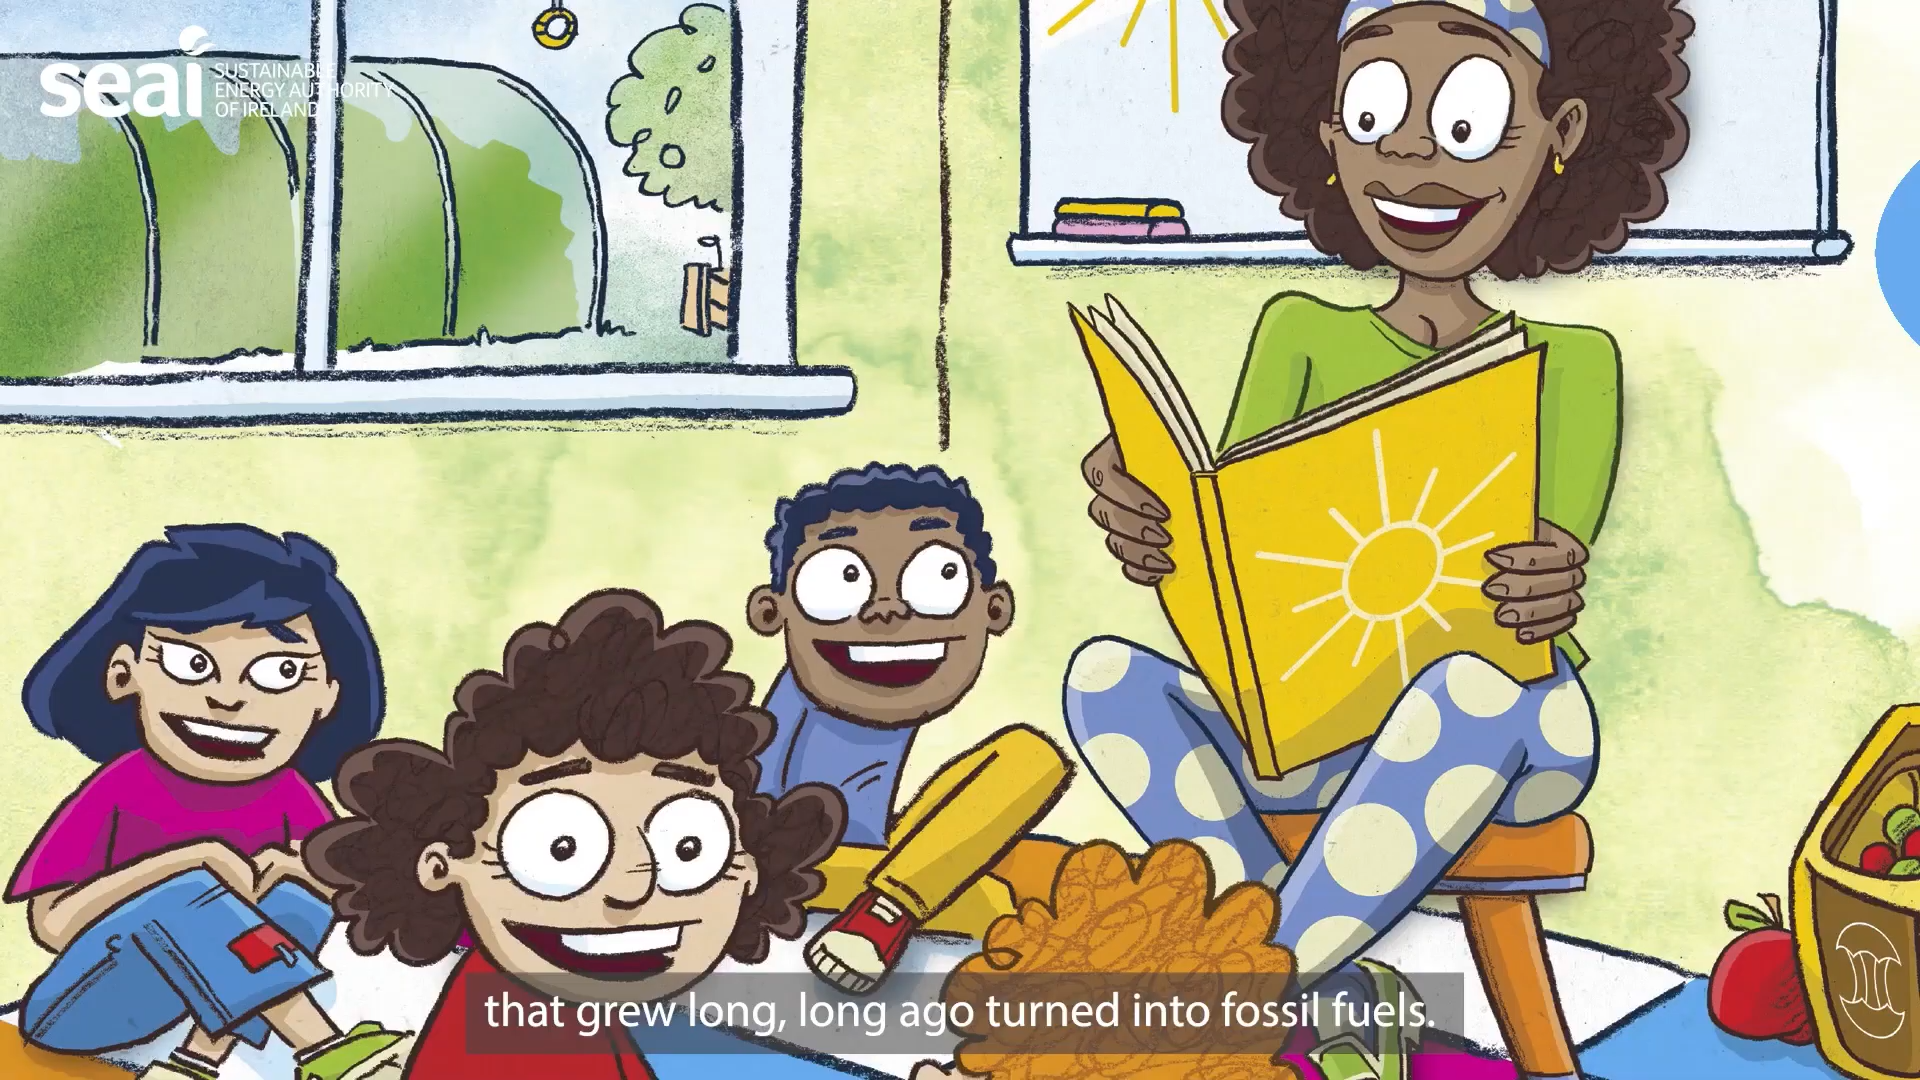 seai
SUSTAINABLE
ENERGY AUTHORITY
OF IRELAND
that grew long, long ago turned into fossil fuels.